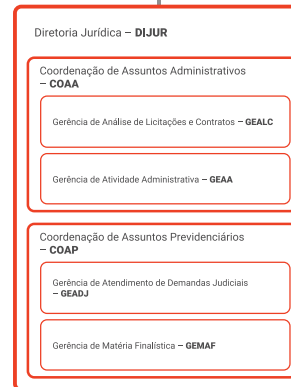 Diretoria Jurídica – DIJUR
Coordenação de Assuntos Administrativos
– COAA
Gerência de Análise de Licitações e Contratos – GEALC
Gerência de Atividade Administrativa – GEAA
Coordenação de Assuntos Previdenciários
– COAP
Gerência de Atendimento de Demandas Judiciais
– GEADJ
Gerência de Matéria Finalística – GEMAF